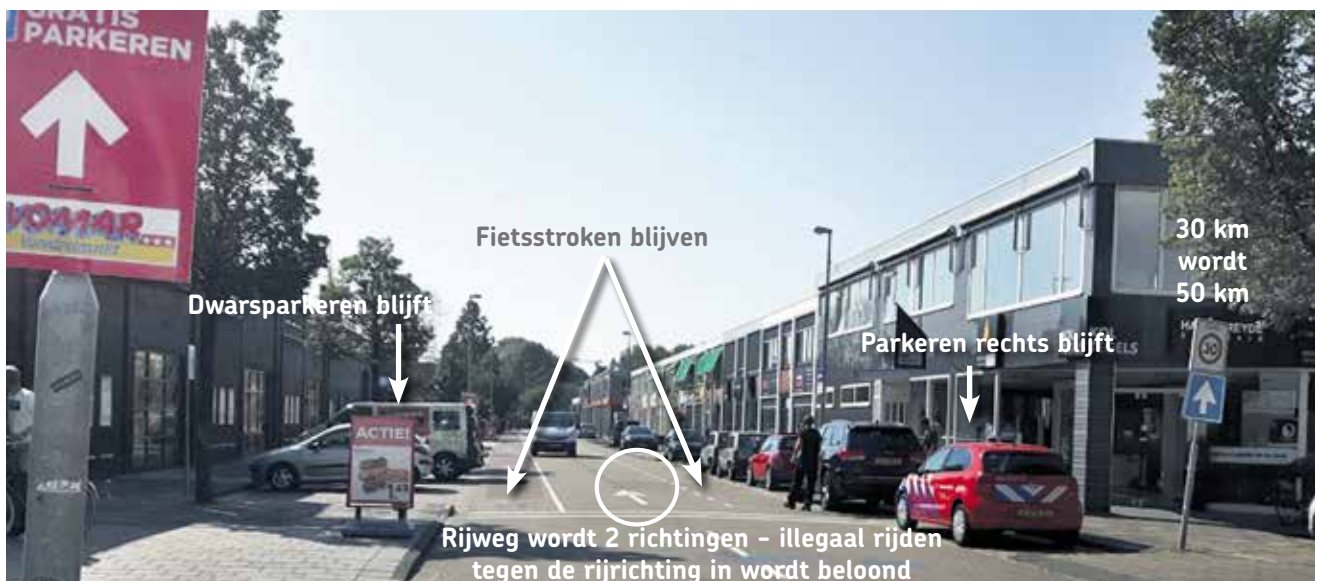 GRATIS
PARKEREN
VOMAR...
Fietsstroken blijven
Dwarsparkeren blijft
30 km
wordt
50 km
Parkeren rechts blijft
ACTIE!
30
Rijweg wordt 2 richtingen - illegaal rijden
tegen de rijrichting in wordt beloond